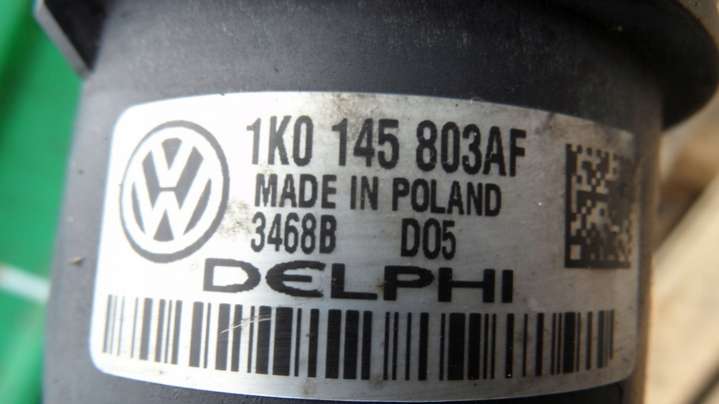 1K0 145 803AF
MADE IN POLAND
3468B D05
DELPHI